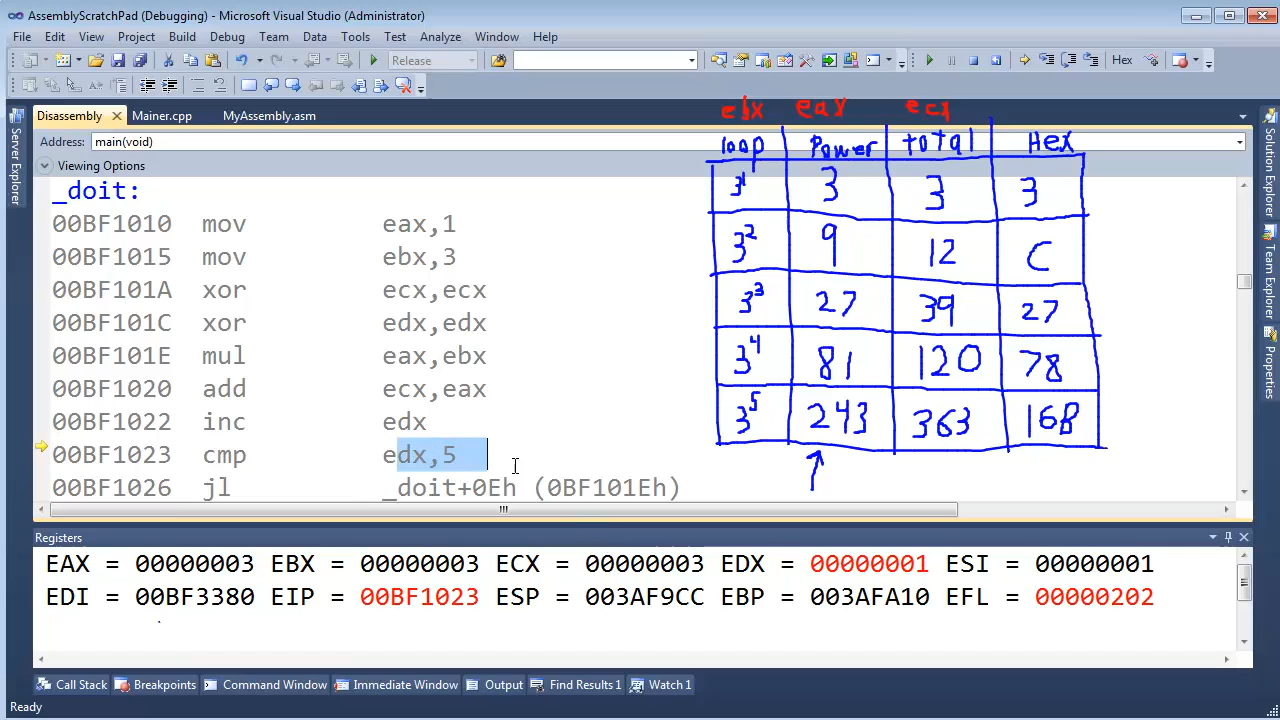 AssemblyScratchPad (Debugging) - Microsoft Visual Studio (Administrator)
File Edit View Project Build Debug Team Data Tools Test Analyze Window Help
Release Hex
Disassembly Mainer.cpp MyAssembly.asm
Address: main(void)
Viewing Options
_doit:
00BF1010 mov eax,1
00BF1015 mov ebx,3
00BF101A xor ecx,ecx
00BF101C xor edx,edx
00BF101E mul eax,ebx
00BF1020 add ecx,eax
00BF1022 inc edx
00BF1023 cmp edx,5
00BF1026 jl _doit+0Eh (0BF101Eh)
ebx eax ecx
loop Power total Hex
3¹ 3 3 3
3² 9 12 C
3³ 27 39 27
3⁴ 81 120 78
3⁵ 243 363 16B
Server Explorer
Solution Explorer
Team Explorer
Properties
Registers
EAX = 00000003 EBX = 00000003 ECX = 00000003 EDX = 00000001 ESI = 00000001
EDI = 00BF3380 EIP = 00BF1023 ESP = 003AF9CC EBP = 003AFA10 EFL = 00000202
Call Stack Breakpoints Command Window Immediate Window Output Find Results 1 Watch 1
Ready